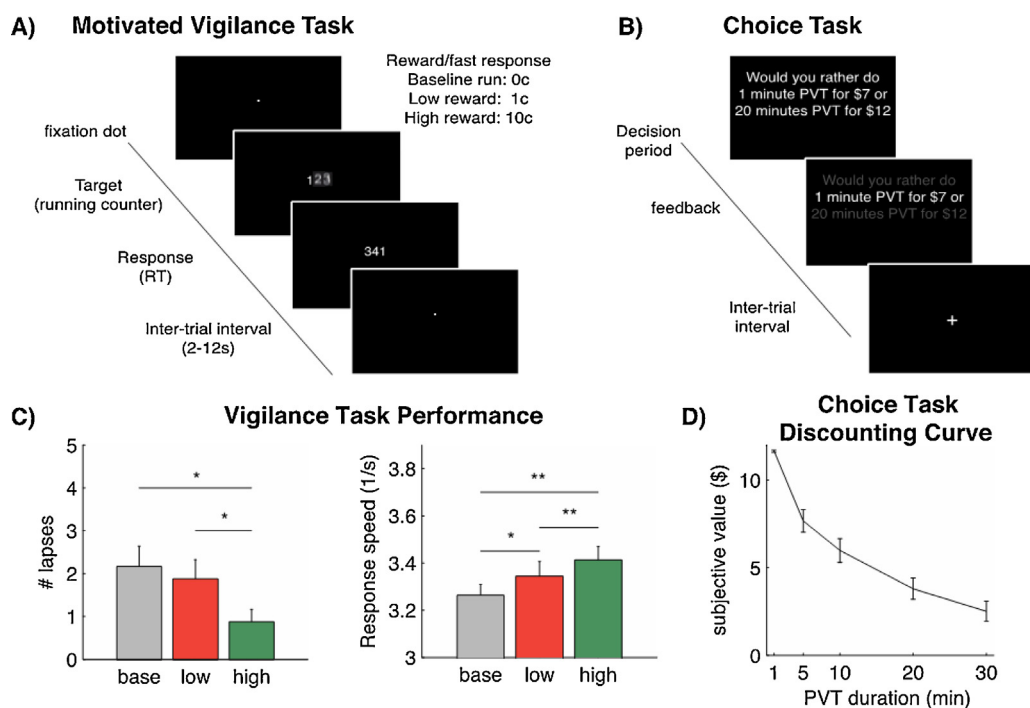 A) Motivated Vigilance Task
Reward/fast response
Baseline run: 0c
Low reward: 1c
High reward: 10c
fixation dot
Target
(running counter)
123
Response
(RT)
341
Inter-trial interval
(2-12s)
B) Choice Task
Would you rather do
1 minute PVT for $7 or
20 minutes PVT for $12
Decision
period
feedback
Would you rather do
1 minute PVT for $7 or
20 minutes PVT for $12
Inter-trial
interval
+
C) Vigilance Task Performance
# lapses
5
4
3
2
1
0
*
*
base low high
Response speed (1/s)
3.8
3.6
3.4
3.2
3
**
**
*
base low high
D) Choice Task
Discounting Curve
subjective value ($)
10
5
0
1 5 10 20 30
PVT duration (min)